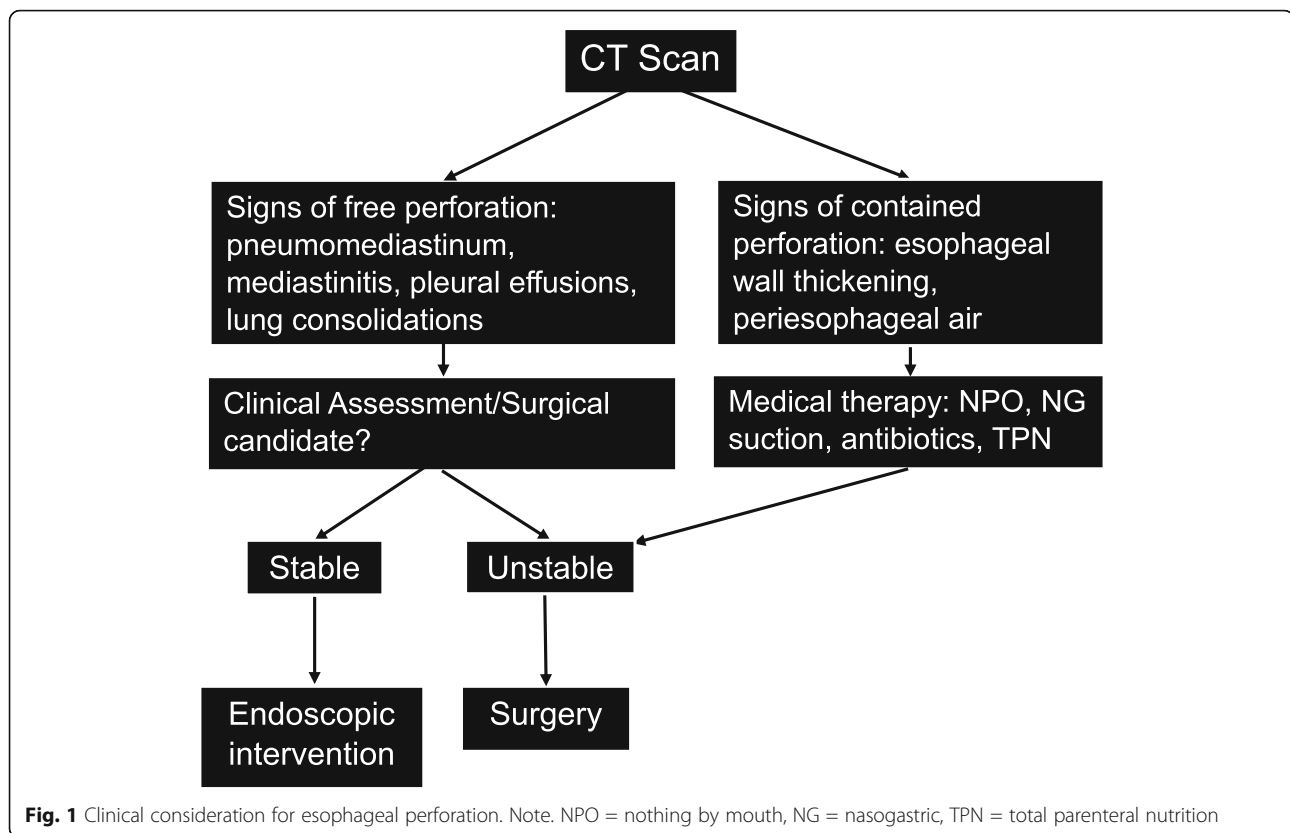 CT Scan
Signs of free perforation:
pneumomediastinum,
mediastinitis, pleural effusions,
lung consolidations
Signs of contained
perforation: esophageal
wall thickening,
periesophageal air
Clinical Assessment/Surgical
candidate?
Medical therapy: NPO, NG
suction, antibiotics, TPN
Stable
Unstable
Endoscopic
intervention
Surgery
Fig. 1 Clinical consideration for esophageal perforation. Note. NPO = nothing by mouth, NG = nasogastric, TPN = total parenteral nutrition